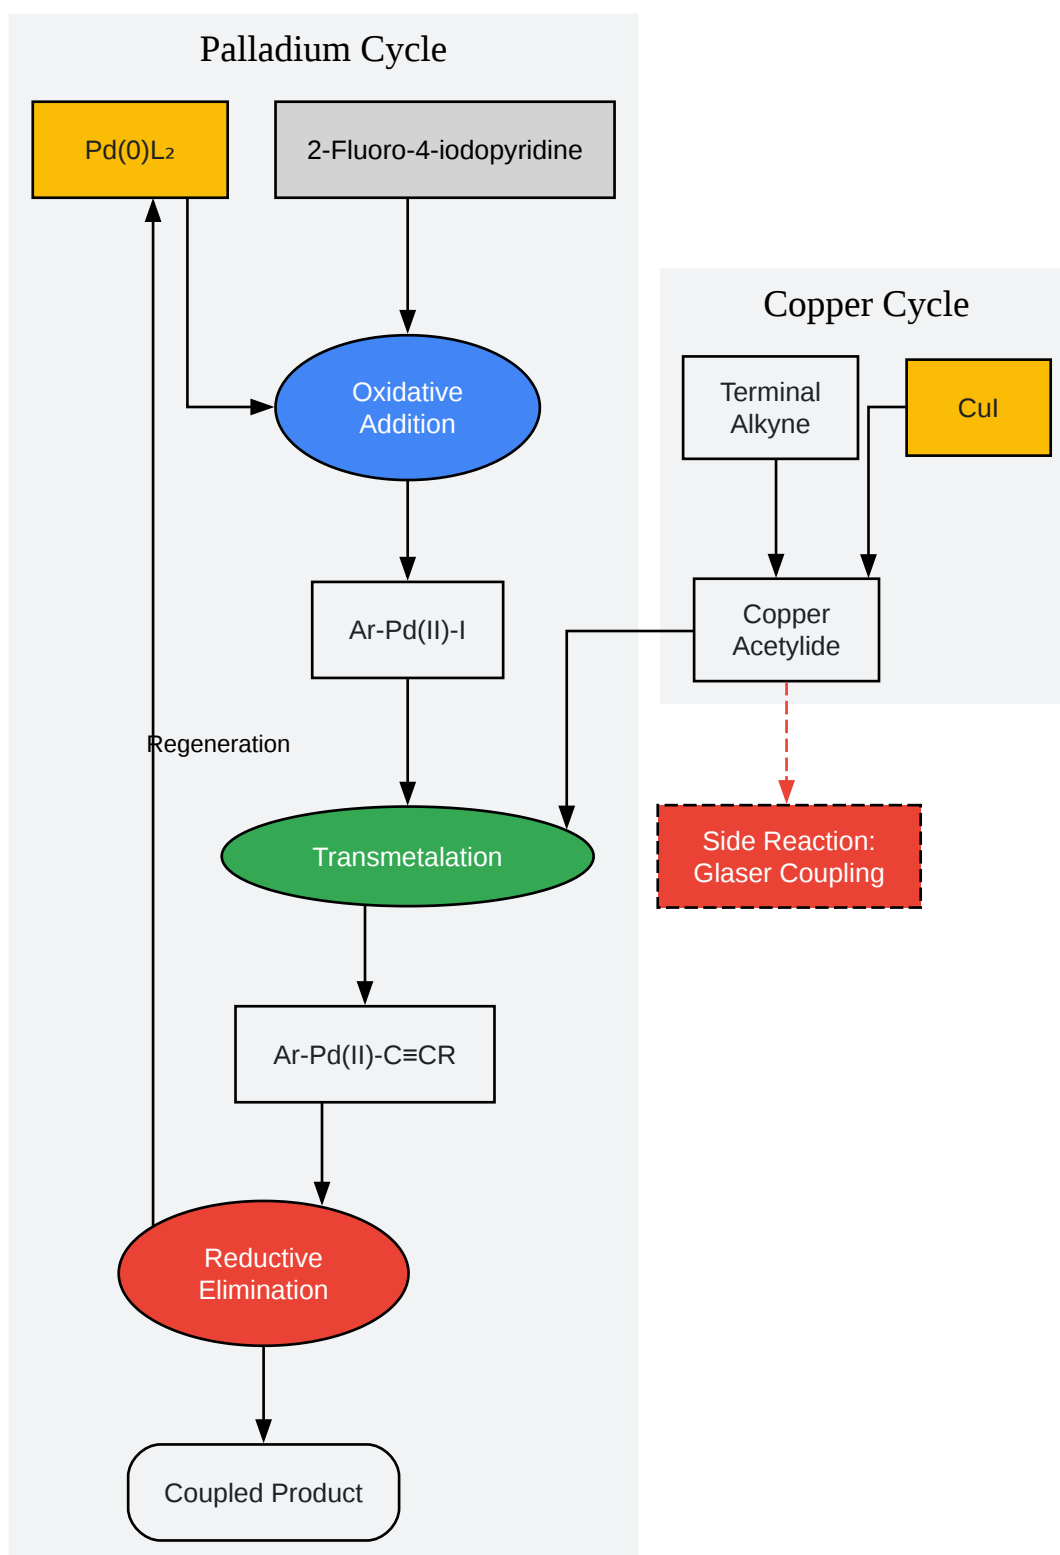 Palladium Cycle
Pd(0)L₂
2-Fluoro-4-iodopyridine
Copper Cycle
Terminal
Alkyne
CuI
Oxidative
Addition
Ar-Pd(II)-I
Copper
Acetylide
Regeneration
Transmetalation
Side Reaction:
Glaser Coupling
Ar-Pd(II)-C≡CR
Reductive
Elimination
Coupled Product